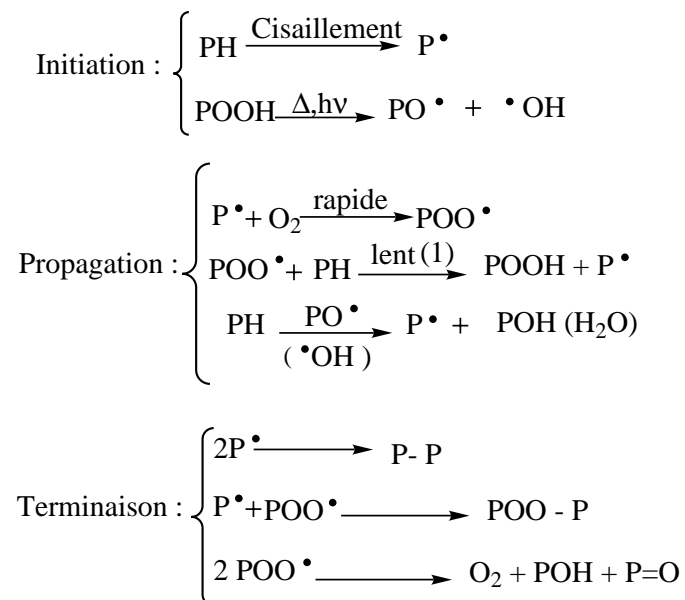 Initiation : PH Cisaillement → P•
POOH Δ,hν → PO• + •OH
Propagation : P• + O₂ rapide → POO•
POO• + PH lent (1) → POOH + P•
PH PO• (•OH) → P• + POH (H₂O)
Terminaison : 2P• → P- P
P•+POO• → POO - P
2 POO• → O₂ + POH + P=O